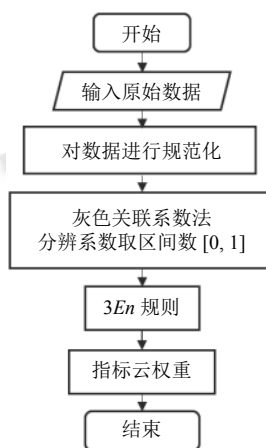 开始
输入原始数据
对数据进行规范化
灰色关联系数法
分辨系数取区间数 [0, 1]
3En 规则
指标云权重
结束